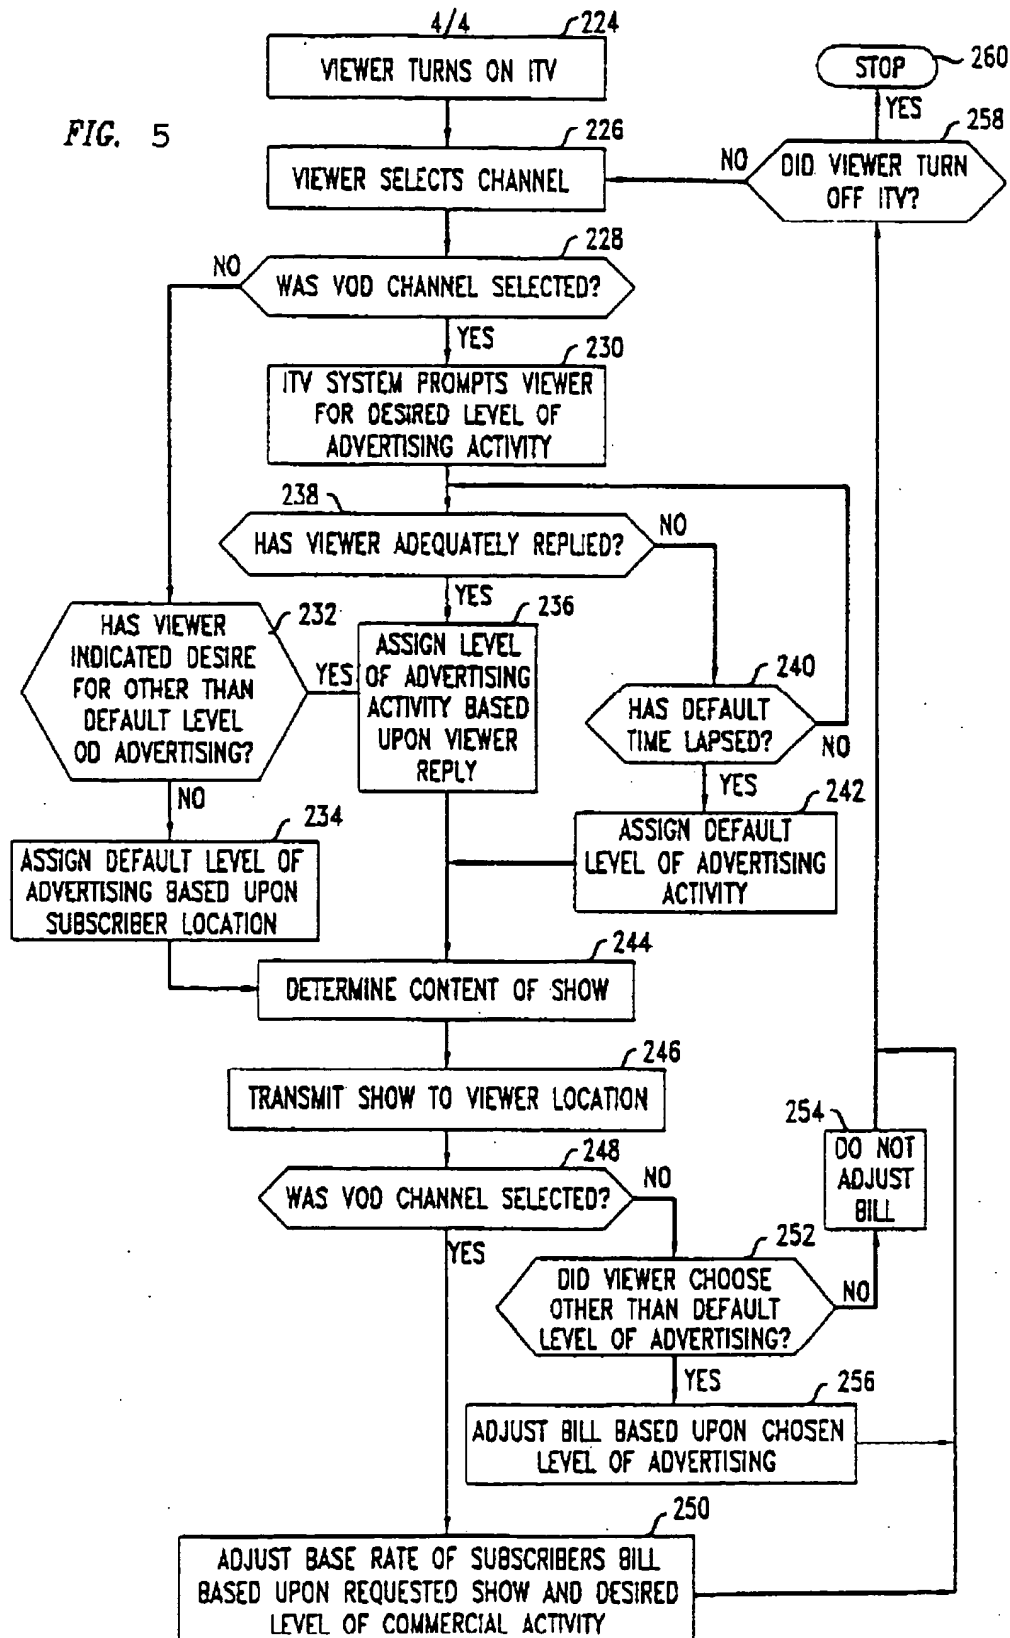 4/4
224
VIEWER TURNS ON ITV
STOP
260
FIG. 5
YES
258
226
NO
DID VIEWER TURN
OFF ITV?
VIEWER SELECTS CHANNEL
228
NO
WAS VOD CHANNEL SELECTED?
YES
230
ITV SYSTEM PROMPTS VIEWER
FOR DESIRED LEVEL OF
ADVERTISING ACTIVITY
238
NO
HAS VIEWER ADEQUATELY REPLIED?
YES
236
232
HAS VIEWER
INDICATED DESIRE
FOR OTHER THAN
DEFAULT LEVEL
OD ADVERTISING?
YES
ASSIGN LEVEL
OF ADVERTISING
ACTIVITY BASED
UPON VIEWER
REPLY
240
HAS DEFAULT
TIME LAPSED?
NO
YES
242
NO
234
ASSIGN DEFAULT LEVEL OF
ADVERTISING BASED UPON
SUBSCRIBER LOCATION
ASSIGN DEFAULT
LEVEL OF ADVERTISING
ACTIVITY
244
DETERMINE CONTENT OF SHOW
246
TRANSMIT SHOW TO VIEWER LOCATION
254
DO NOT
ADJUST
BILL
248
NO
WAS VOD CHANNEL SELECTED?
YES
252
DID VIEWER CHOOSE
OTHER THAN DEFAULT
LEVEL OF ADVERTISING?
NO
YES
256
ADJUST BILL BASED UPON CHOSEN
LEVEL OF ADVERTISING
250
ADJUST BASE RATE OF SUBSCRIBERS BILL
BASED UPON REQUESTED SHOW AND DESIRED
LEVEL OF COMMERCIAL ACTIVITY